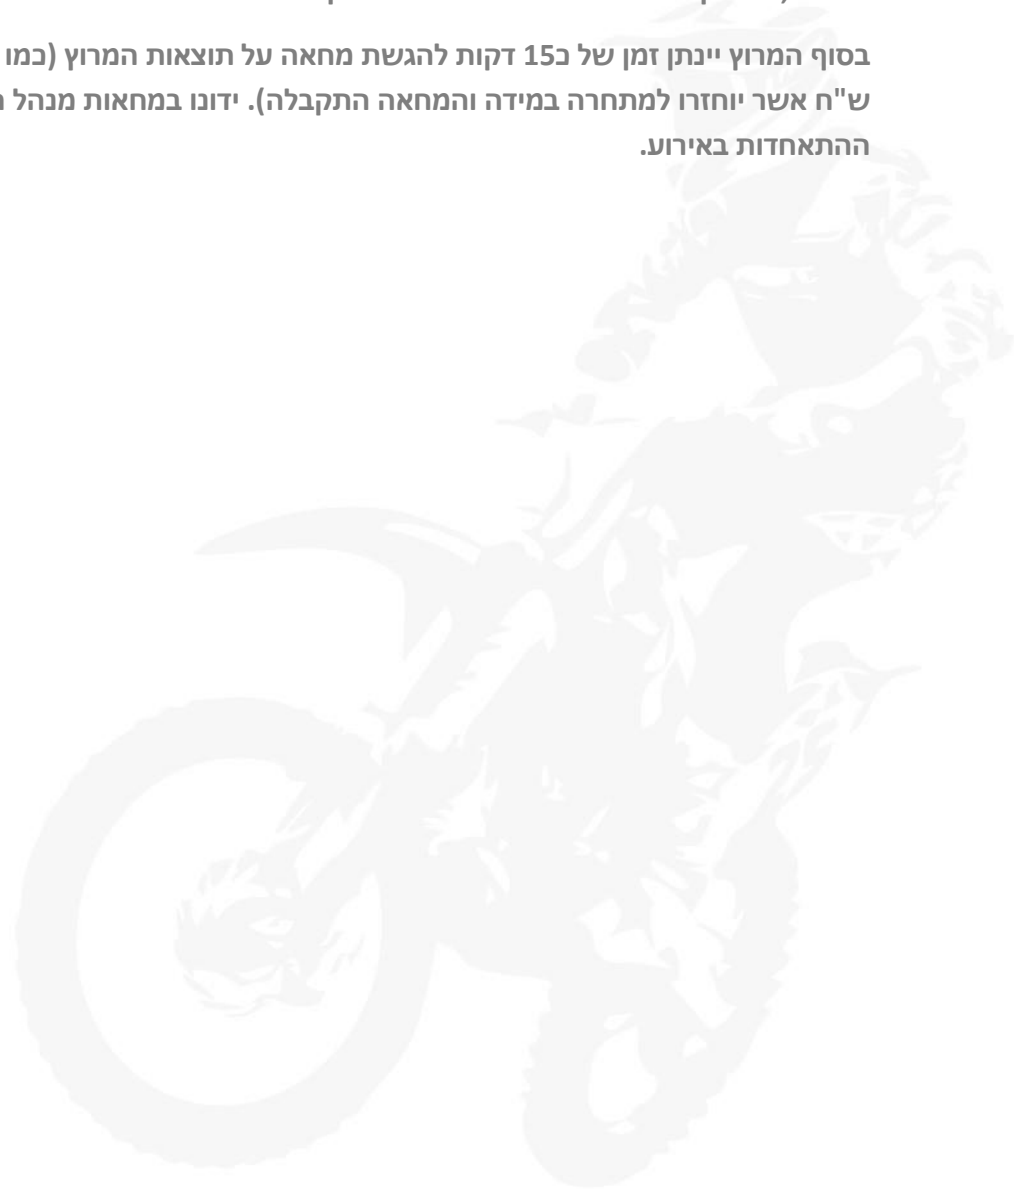 בסוף המרוץ יינתן זמן של כ15 דקות להגשת מחאה על תוצאות המרוץ (כמו
ש"ח אשר יוחזרו למתחרה במידה והמחאה התקבלה). ידונו במחאות מנהל
ההתאחדות באירוע.